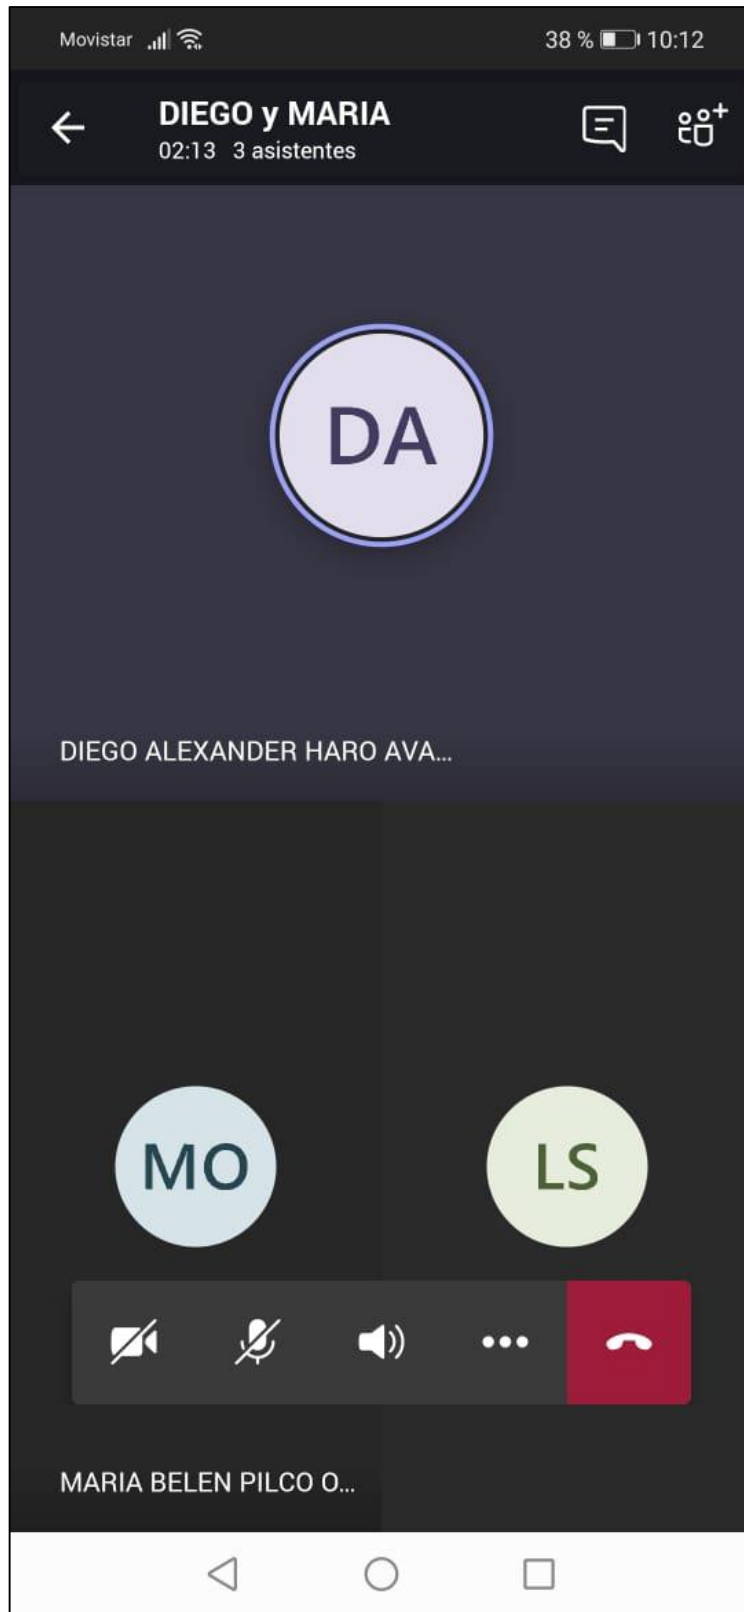 Movistar 38 % 10:12
DIEGO y MARIA
02:13 3 asistentes
DA
DIEGO ALEXANDER HARO AVA...
MO LS
MARIA BELEN PILCO O...